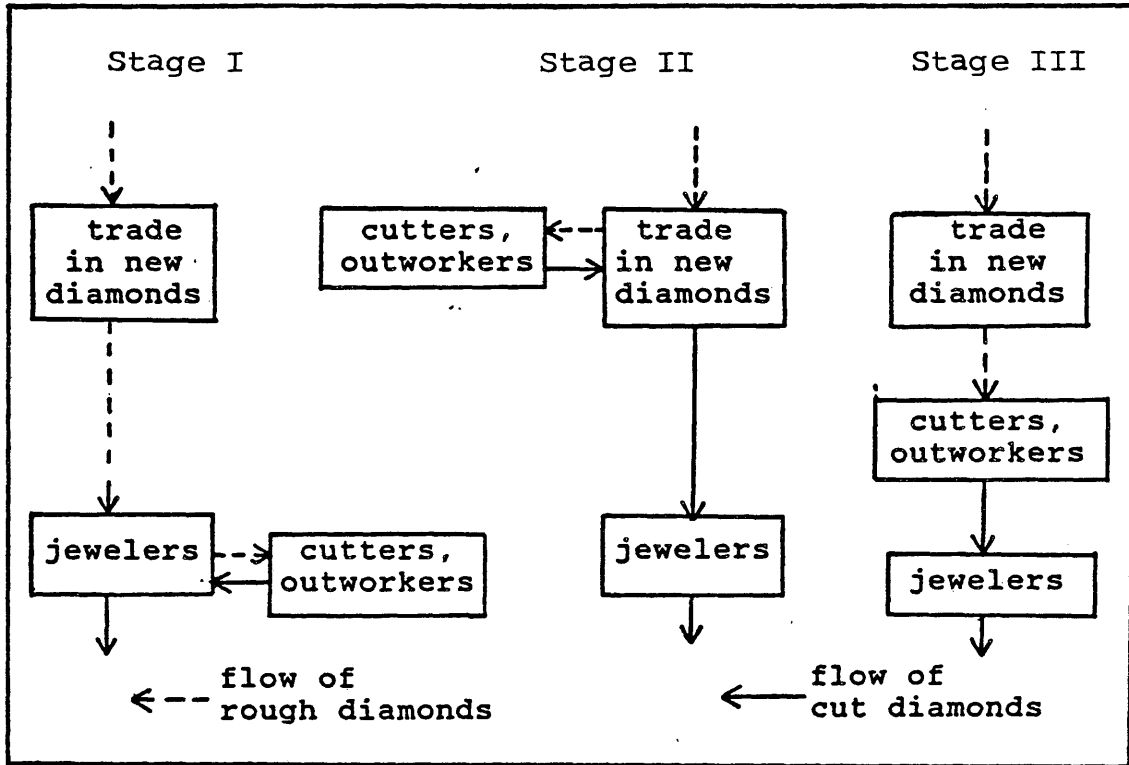 Stage I
Stage II
Stage III
trade
in new
diamonds
jewelers
cutters,
outworkers
cutters,
outworkers
trade
in new
diamonds
jewelers
trade
in new
diamonds
cutters,
outworkers
jewelers
flow of
rough diamonds
flow of
cut diamonds